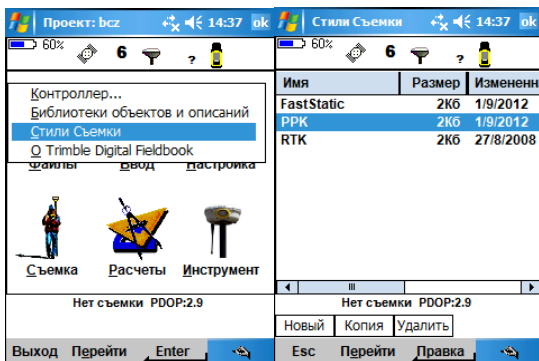 Проект: bcz 14:37 ok
60%
6
?
Контроллер...
Библиотеки объектов и описаний
Стили Съемки
О Trimble Digital Fieldbook
Файлы Ввод Настройка
Съемка Расчеты Инструмент
Нет съемки PDOP:2.9
Выход Перейти Enter
Стили Съемки 14:37 ok
60%
6
?
Имя Размер Измененн
FastStatic 2Кб 1/9/2012
PPK 2Кб 1/9/2012
RTK 2Кб 27/8/2008
Нет съемки PDOP:2.9
Новый Копия Удалить
Esc Перейти Правка